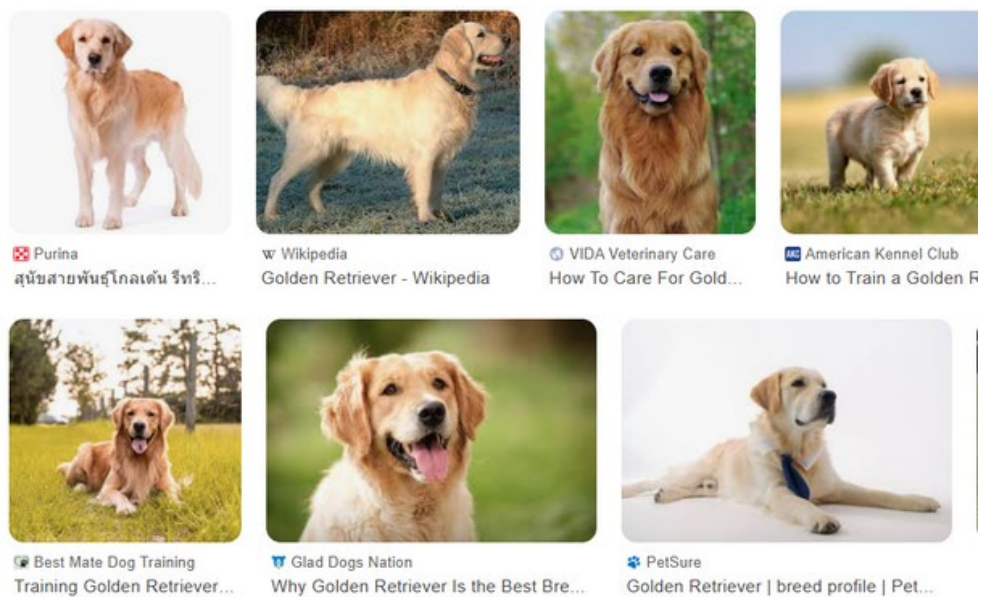 Purina
สุนัขสายพันธุ์โกลเด้น รีทริ...
W Wikipedia
Golden Retriever - Wikipedia
VIDA Veterinary Care
How To Care For Gold...
AKC American Kennel Club
How to Train a Golden R
Best Mate Dog Training
Training Golden Retriever...
Glad Dogs Nation
Why Golden Retriever Is the Best Bre...
PetSure
Golden Retriever | breed profile | Pet...